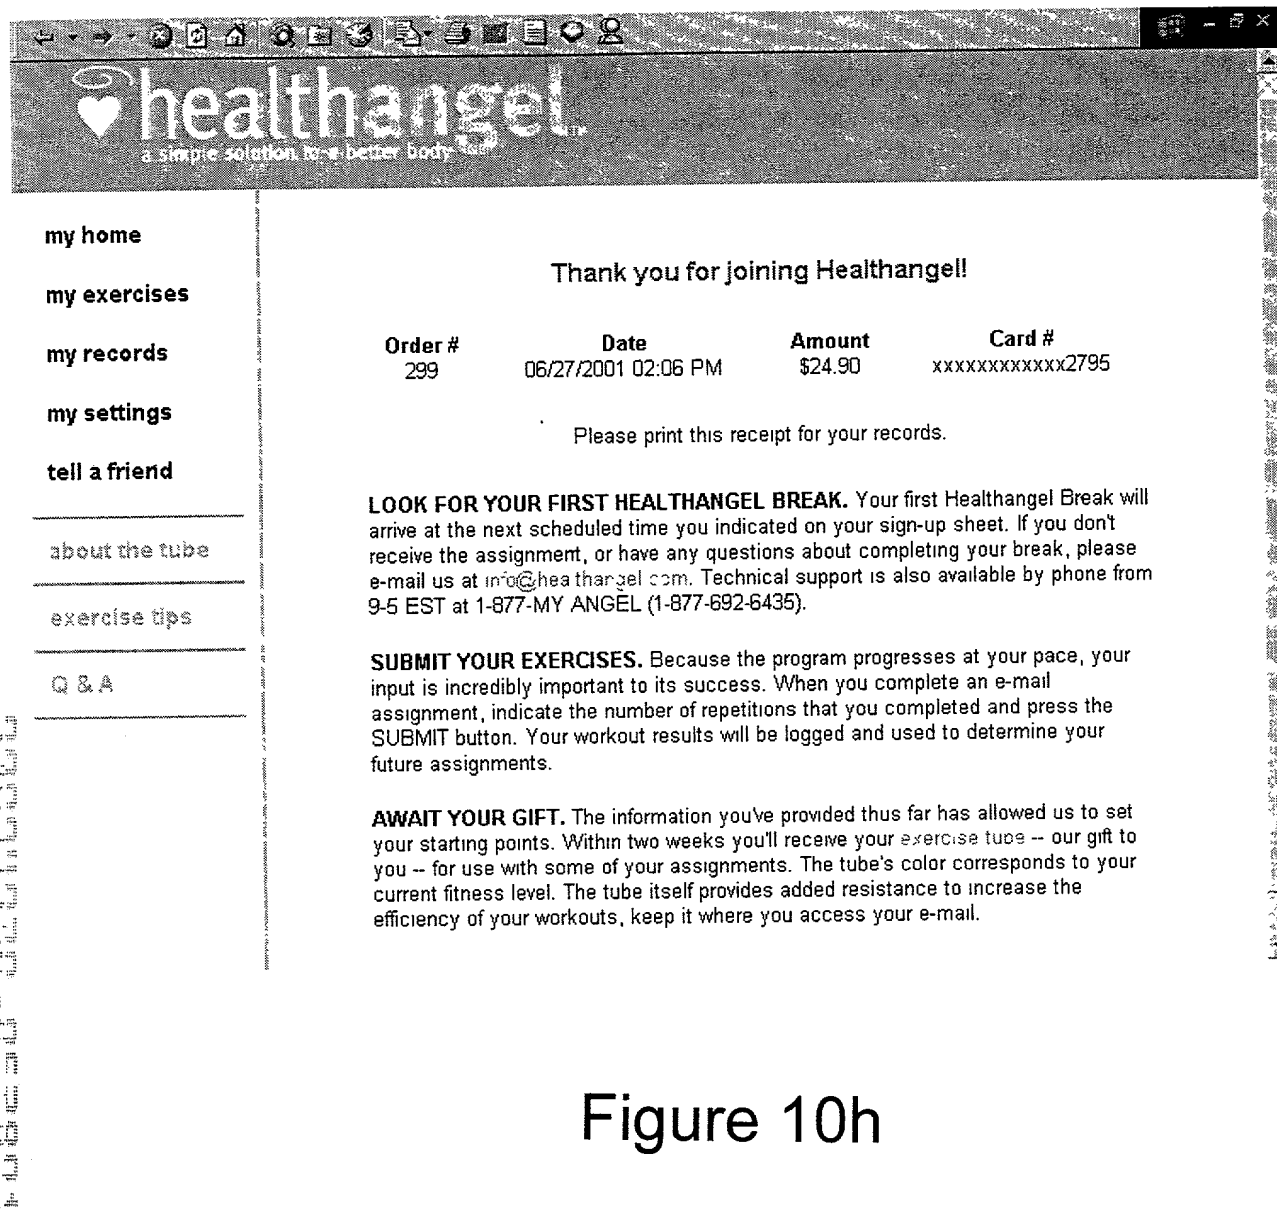 healthangel
a simple solution to a better body
my home
my exercises
my records
my settings
tell a friend
about the tube
exercise tips
Q & A
Thank you for joining Healthangel!
Order # Date Amount Card #
299 06/27/2001 02:06 PM $24.90 xxxxxxxxxxxx2795
Please print this receipt for your records.
LOOK FOR YOUR FIRST HEALTHANGEL BREAK. Your first Healthangel Break will
arrive at the next scheduled time you indicated on your sign-up sheet. If you don't
receive the assignment, or have any questions about completing your break, please
e-mail us at info@healthangel.com. Technical support is also available by phone from
9-5 EST at 1-877-MY ANGEL (1-877-692-6435).
SUBMIT YOUR EXERCISES. Because the program progresses at your pace, your
input is incredibly important to its success. When you complete an e-mail
assignment, indicate the number of repetitions that you completed and press the
SUBMIT button. Your workout results will be logged and used to determine your
future assignments.
AWAIT YOUR GIFT. The information you've provided thus far has allowed us to set
your starting points. Within two weeks you'll receive your exercise tube -- our gift to
you -- for use with some of your assignments. The tube's color corresponds to your
current fitness level. The tube itself provides added resistance to increase the
efficiency of your workouts, keep it where you access your e-mail.
Figure 10h